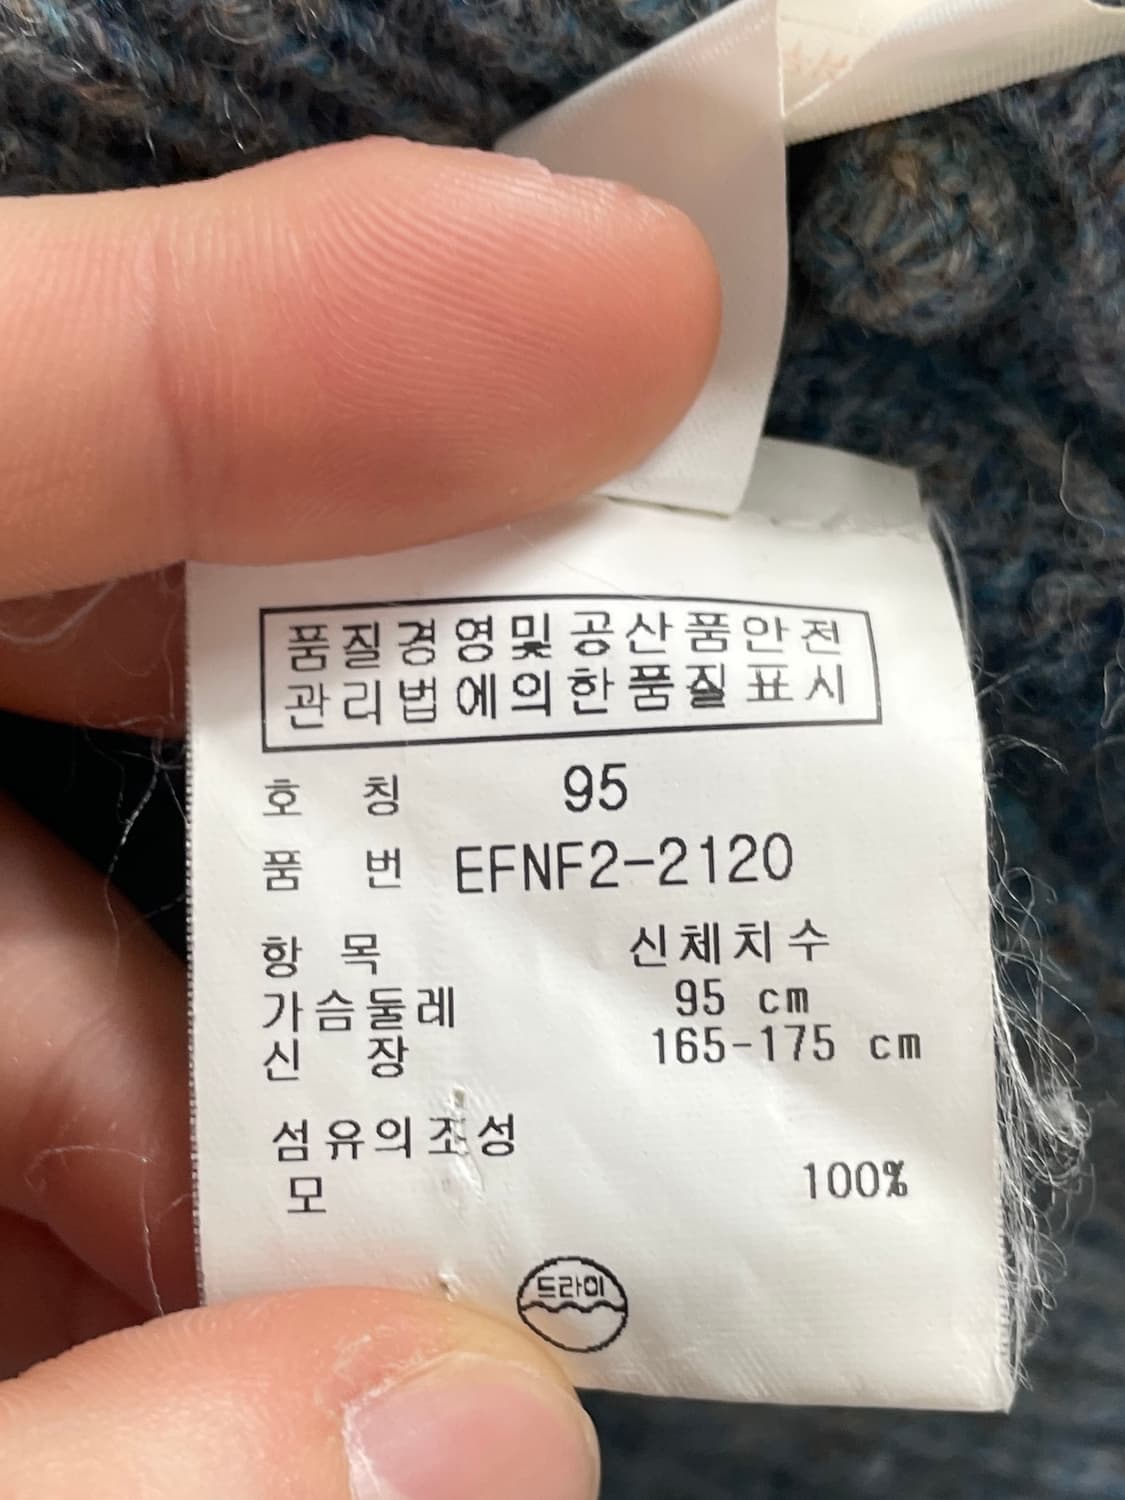 품질경영및공산품안전
관리법에의한품질표시
호 칭 95
품 번 EFNF2-2120
항 목 신체치수
가슴둘레 95 cm
신 장 165-175 cm
섬유의조성
모 100%
드라이